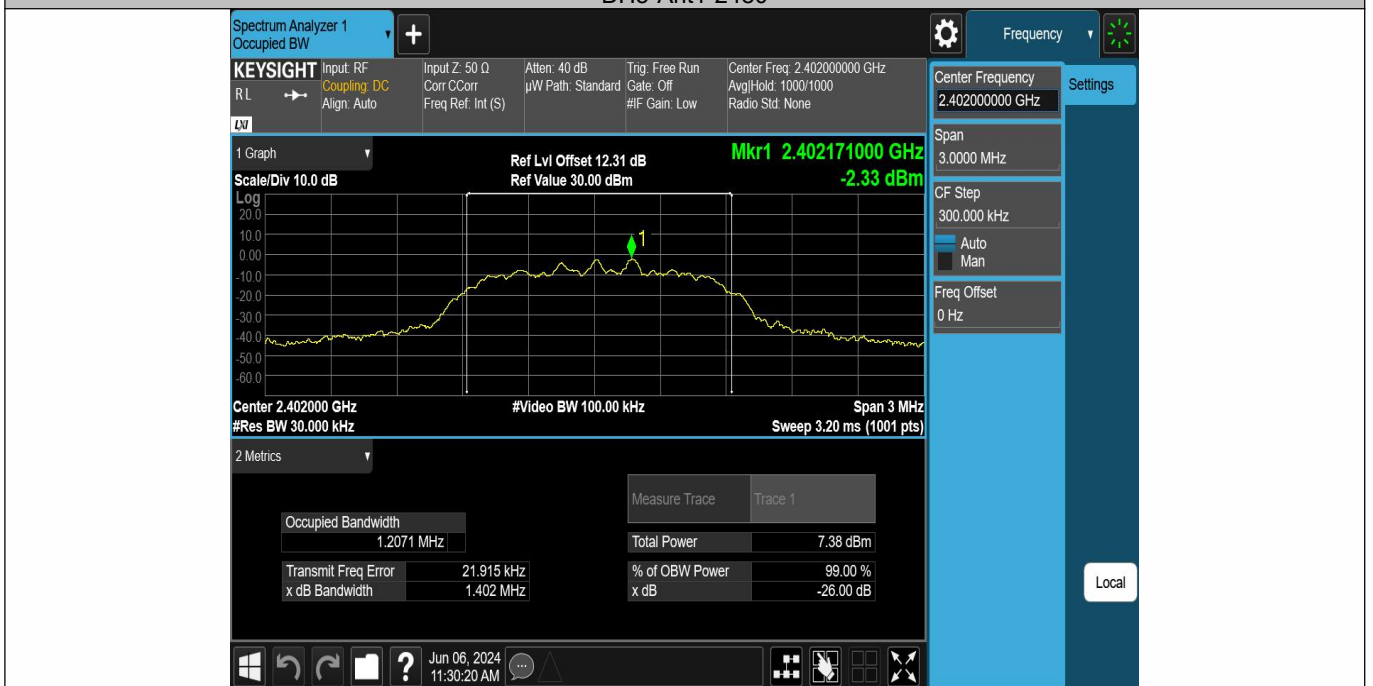 Spectrum Analyzer 1
Occupied BW
Frequency
KEYSIGHT
RL
LXI
Input: RF
Coupling: DC
Align: Auto
Input Z: 50 Ω
Corr CCorr
Freq Ref: Int (S)
Atten: 40 dB
µW Path: Standard
Trig: Free Run
Gate: Off
#IF Gain: Low
Center Freq: 2.402000000 GHz
Avg|Hold: 1000/1000
Radio Std: None
Center Frequency
2.402000000 GHz
Settings
Span
3.0000 MHz
CF Step
300.000 kHz
Auto
Man
Freq Offset
0 Hz
Local
1 Graph
Scale/Div 10.0 dB
Ref Lvl Offset 12.31 dB
Ref Value 30.00 dBm
Mkr1 2.402171000 GHz
-2.33 dBm
Log
20.0
10.0
0.00
-10.0
-20.0
-30.0
-40.0
-50.0
-60.0
1
Center 2.402000 GHz
#Res BW 30.000 kHz
#Video BW 100.00 kHz
Span 3 MHz
Sweep 3.20 ms (1001 pts)
2 Metrics
Measure Trace Trace 1
Occupied Bandwidth
1.2071 MHz
Total Power 7.38 dBm
Transmit Freq Error 21.915 kHz
% of OBW Power 99.00 %
x dB Bandwidth 1.402 MHz
x dB -26.00 dB
Jun 06, 2024
11:30:20 AM